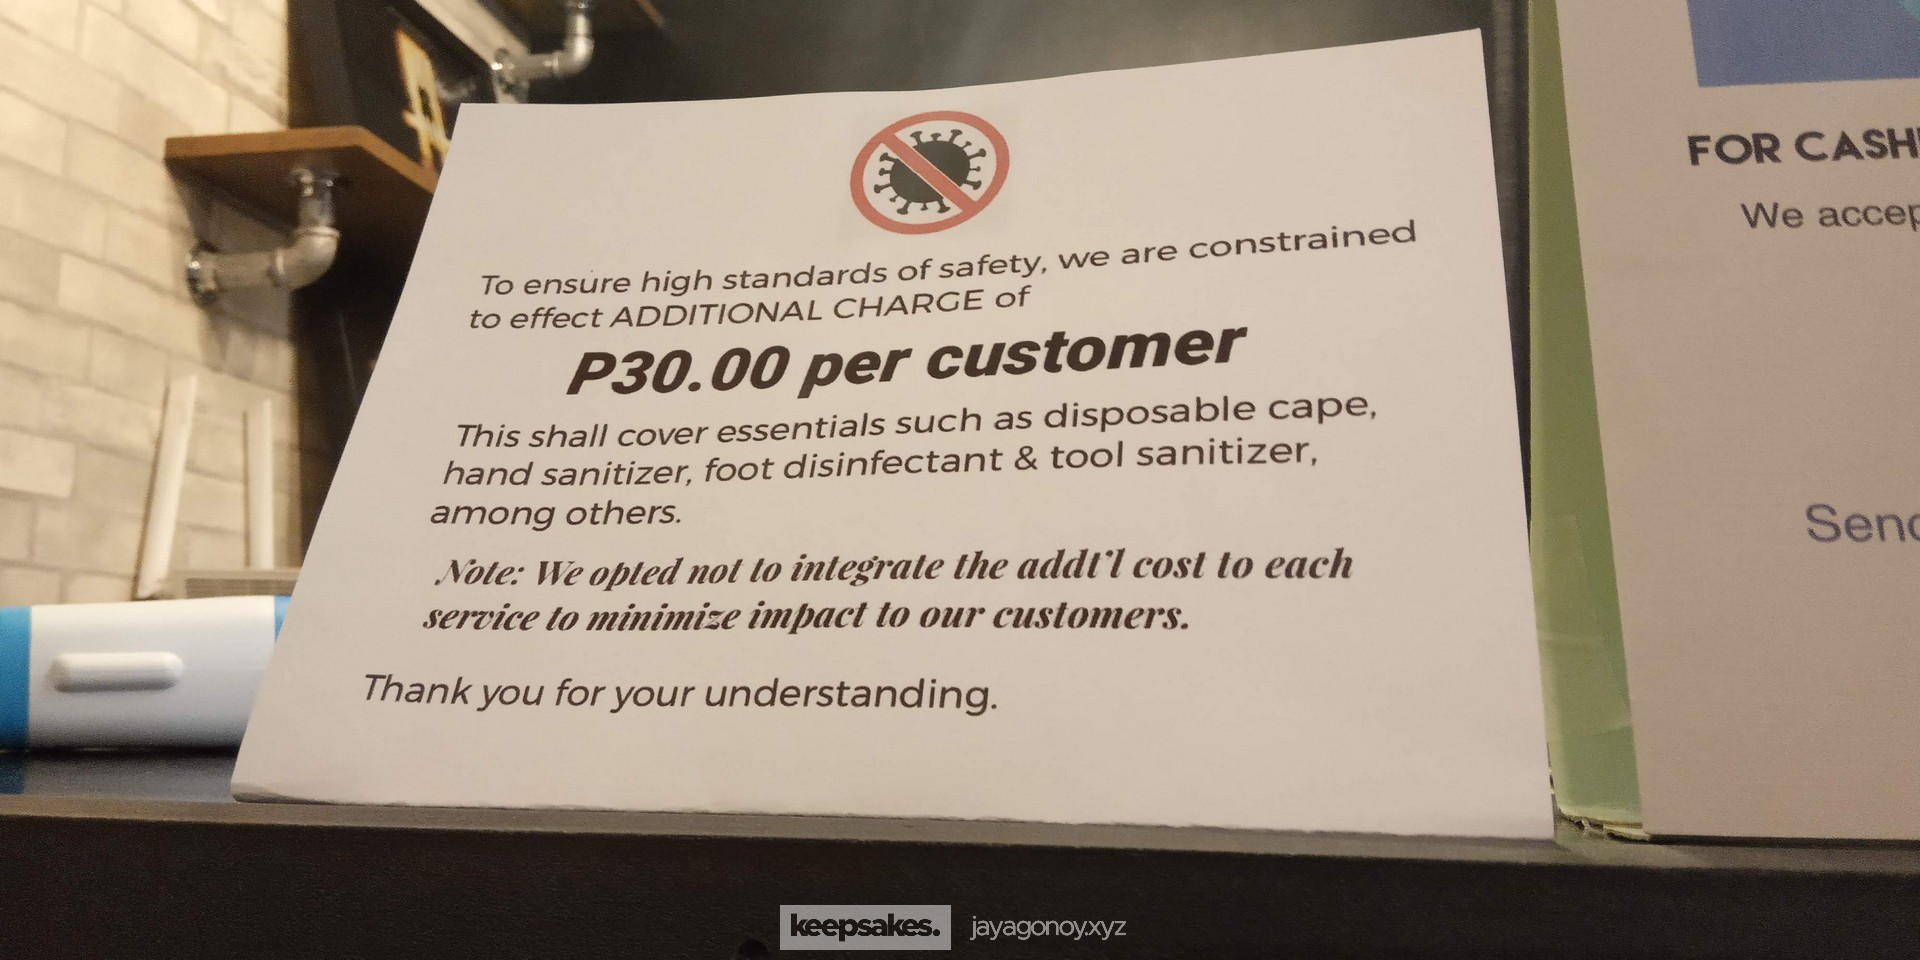 To ensure high standards of safety, we are constrained
to effect ADDITIONAL CHARGE of
P30.00 per customer
This shall cover essentials such as disposable cape,
hand sanitizer, foot disinfectant & tool sanitizer,
among others.
Note: We opted not to integrate the addt'l cost to each
service to minimize impact to our customers.
Thank you for your understanding.
FOR CASH
We accep
Send
keepsakes. jayagonoy.xyz